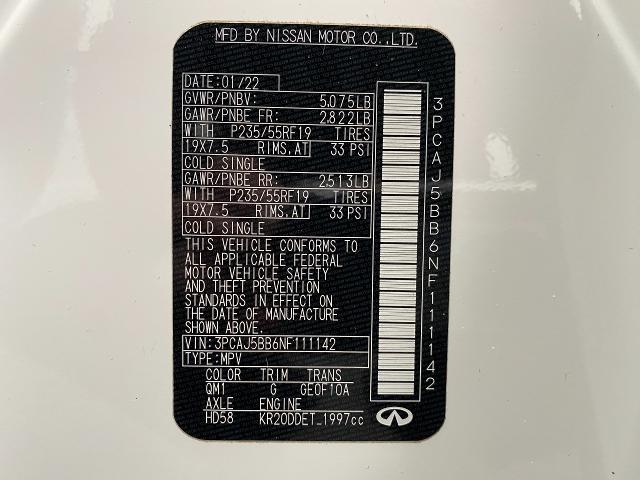 MFD BY NISSAN MOTOR CO.,LTD.
DATE:01/22
GVWR/PNBV: 5,075LB
GAWR/PNBE FR: 2,822LB
WITH P235/55RF19 TIRES
19X7.5 RIMS,AT 33 PSI
COLD SINGLE
GAWR/PNBE RR: 2,513LB
WITH P235/55RF19 TIRES
19X7.5 RIMS,AT 33 PSI
COLD SINGLE
THIS VEHICLE CONFORMS TO
ALL APPLICABLE FEDERAL
MOTOR VEHICLE SAFETY
AND THEFT PREVENTION
STANDARDS IN EFFECT ON
THE DATE OF MANUFACTURE
SHOWN ABOVE.
VIN:3PCAJ5BB6NF111142
TYPE:MPV
COLOR TRIM TRANS
QM1 G GE0F10A
AXLE ENGINE
HD58 KR20DDET_1997cc
3PCAJ5BB6NF111142